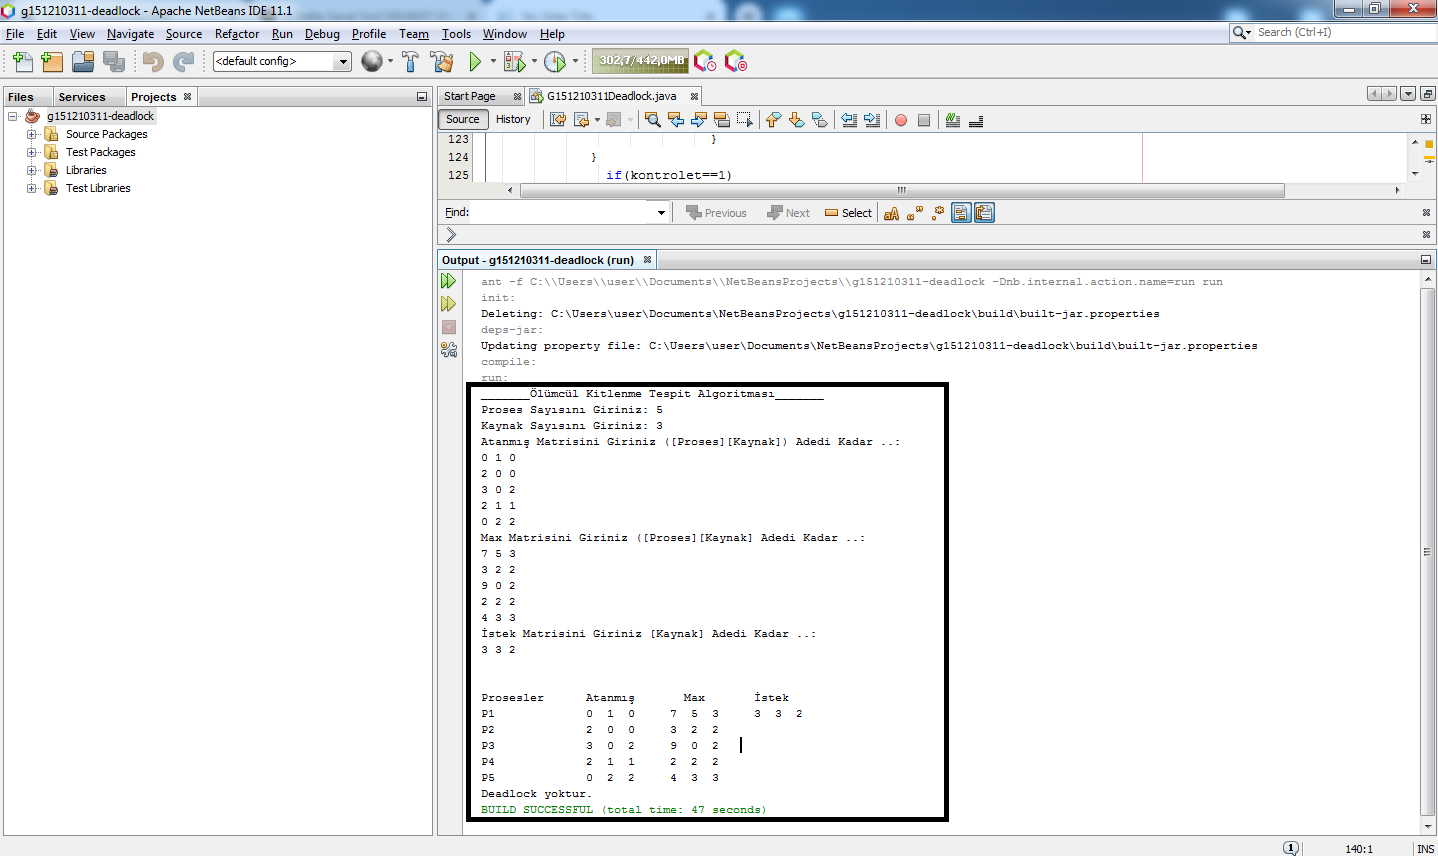 g151210311-deadlock - Apache NetBeans IDE 11.1
File Edit View Navigate Source Refactor Run Debug Profile Team Tools Window Help
Search (Ctrl+I)
<default config>
302,7/442,0MB
Files Services Projects
g151210311-deadlock
Source Packages
Test Packages
Libraries
Test Libraries
Start Page G151210311Deadlock.java
Source History
123 }
124 }
125 if(kontrolet==1)
Find: Previous Next Select
Output - g151210311-deadlock (run)
ant -f C:\\Users\\user\\Documents\\NetBeansProjects\\g151210311-deadlock -Dnb.internal.action.name=run run
init:
Deleting: C:\Users\user\Documents\NetBeansProjects\g151210311-deadlock\build\built-jar.properties
deps-jar:
Updating property file: C:\Users\user\Documents\NetBeansProjects\g151210311-deadlock\build\built-jar.properties
compile:
run:
_______Ölümcül Kitlenme Tespit Algoritması_______
Proses Sayısını Giriniz: 5
Kaynak Sayısını Giriniz: 3
Atanmış Matrisini Giriniz ([Proses][Kaynak]) Adedi Kadar ..:
0 1 0
2 0 0
3 0 2
2 1 1
0 2 2
Max Matrisini Giriniz ([Proses][Kaynak] Adedi Kadar ..:
7 5 3
3 2 2
9 0 2
2 2 2
4 3 3
İstek Matrisini Giriniz [Kaynak] Adedi Kadar ..:
3 3 2
Prosesler Atanmış Max İstek
P1 0 1 0 7 5 3 3 3 2
P2 2 0 0 3 2 2
P3 3 0 2 9 0 2
P4 2 1 1 2 2 2
P5 0 2 2 4 3 3
Deadlock yoktur.
BUILD SUCCESSFUL (total time: 47 seconds)
1 140:1 INS